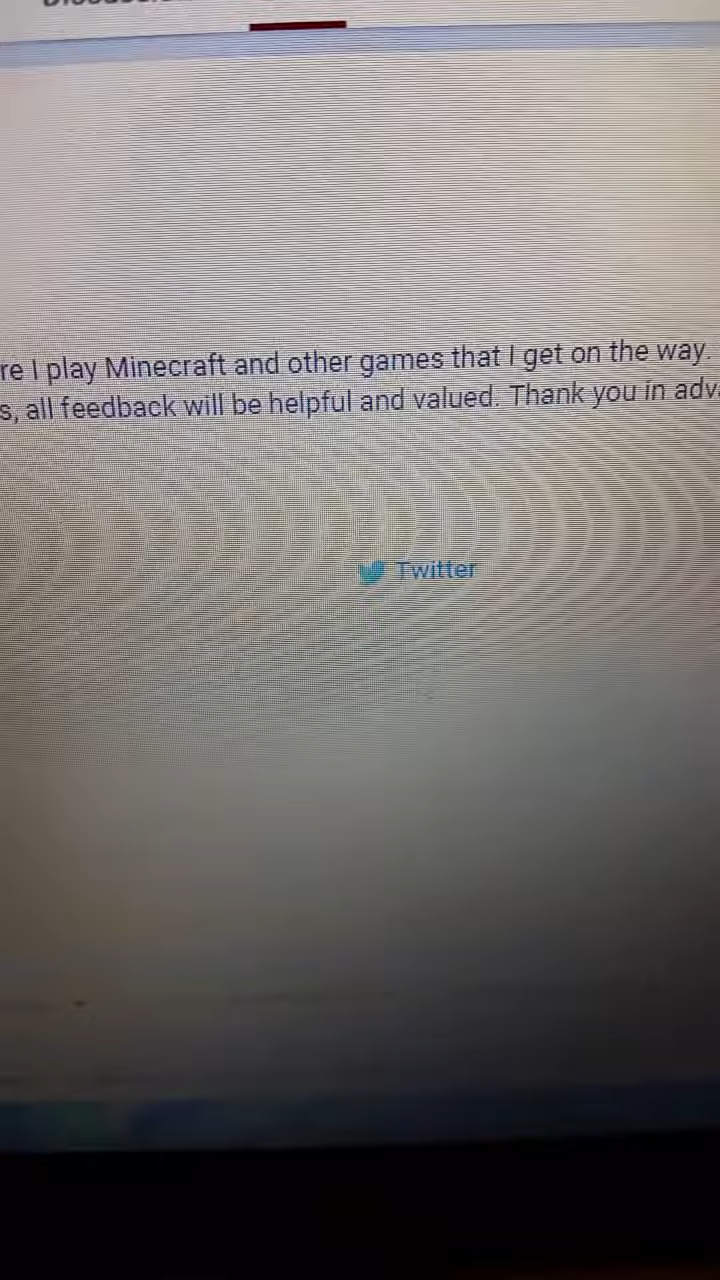 re I play Minecraft and other games that I get on the way.
s, all feedback will be helpful and valued. Thank you in adv
Twitter